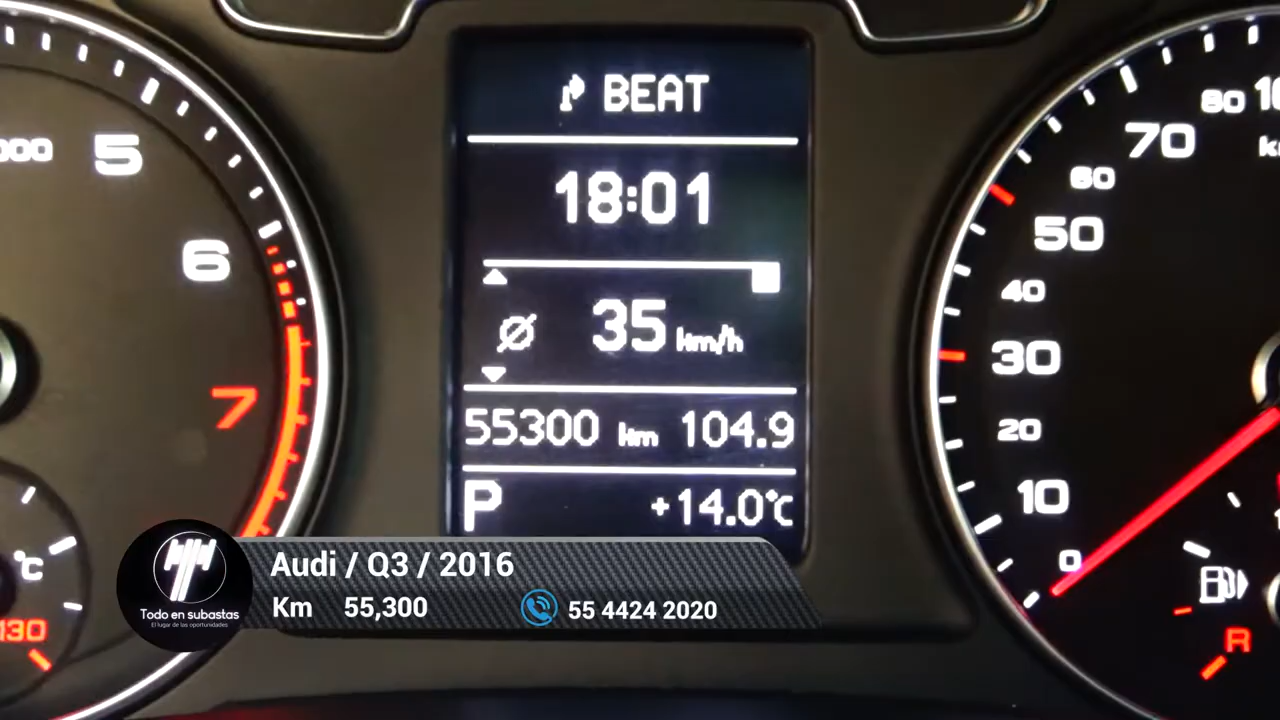 BEAT
18:01
35 km/h
55300 km 104.9
P +14.0°C
5
6
7
°C
130
80
70
60
50
40
30
20
10
0
R
Todo en subastas
El lugar de las oportunidades
Audi / Q3 / 2016
Km 55,300
55 4424 2020